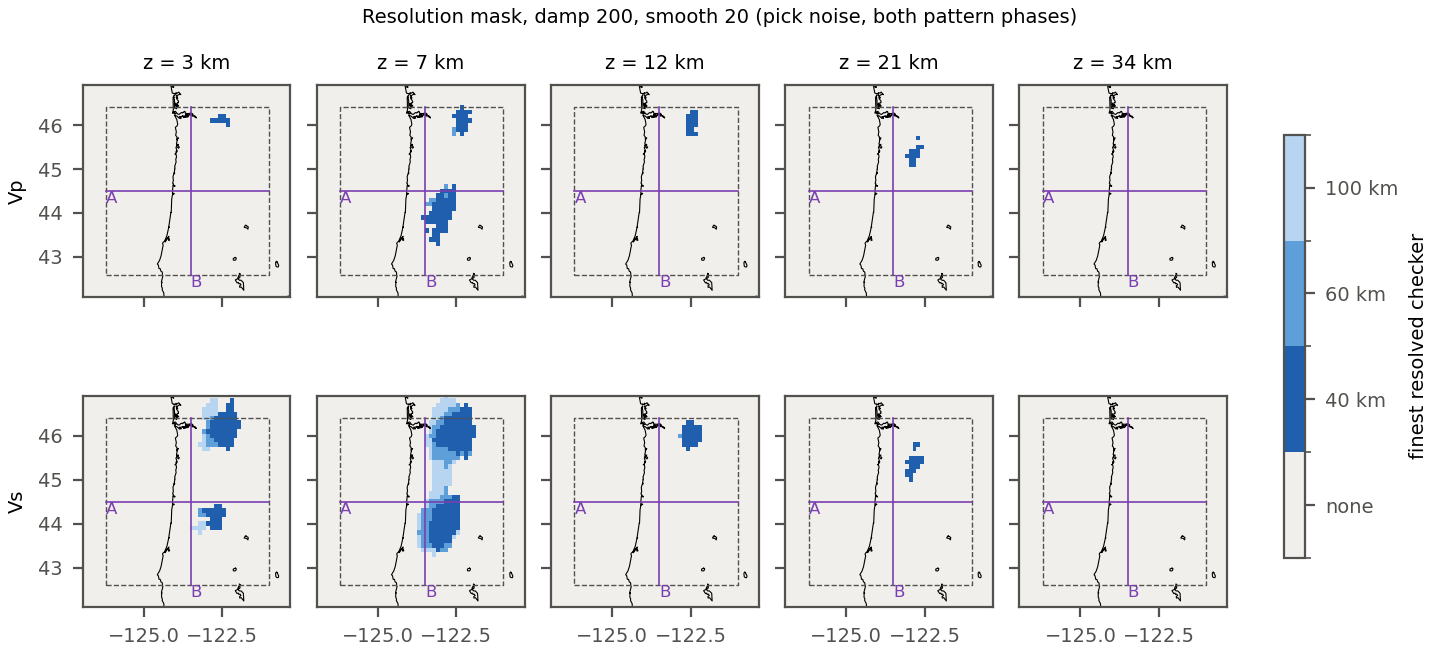 Resolution mask, damp 200, smooth 20 (pick noise, both pattern phases)
z = 3 km
z = 7 km
z = 12 km
z = 21 km
z = 34 km
Vp
46
45
44
43
A
B
A
B
A
B
A
B
A
B
Vs
46
45
44
43
A
B
A
B
A
B
A
B
A
B
−125.0 −122.5
−125.0 −122.5
−125.0 −122.5
−125.0 −122.5
−125.0 −122.5
100 km
60 km
40 km
none
finest resolved checker